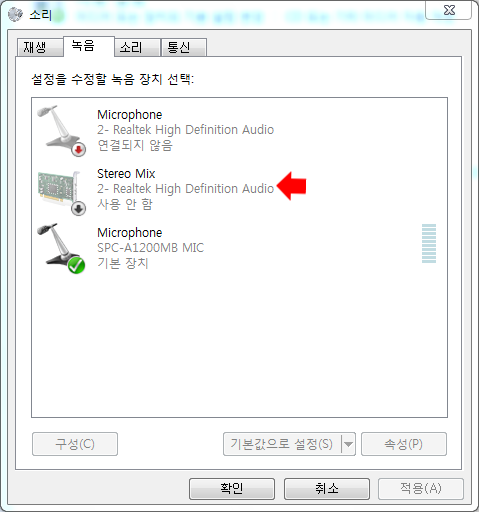 소리
재생
녹음
소리
통신
설정을 수정할 녹음 장치 선택:
Microphone
2- Realtek High Definition Audio
연결되지 않음
Stereo Mix
2- Realtek High Definition Audio
사용 안 함
Microphone
SPC-A1200MB MIC
기본 장치
구성(C)
기본값으로 설정(S)
속성(P)
확인
취소
적용(A)